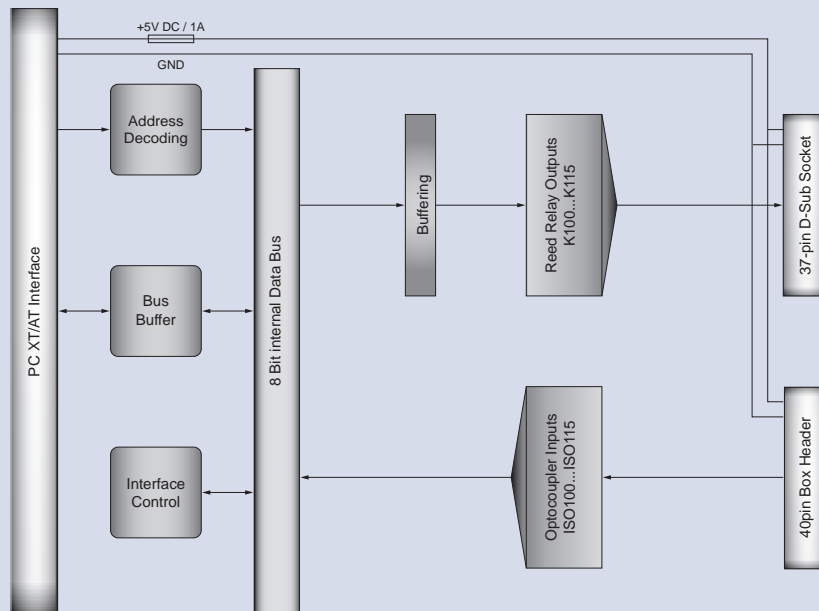 +5V DC / 1A
GND
PC XT/AT Interface
Address
Decoding
Bus
Buffer
Interface
Control
8 Bit internal Data Bus
Buffering
Reed Relay Outputs
K100...K115
37-pin D-Sub Socket
Optocoupler Inputs
ISO100...ISO115
40pin Box Header